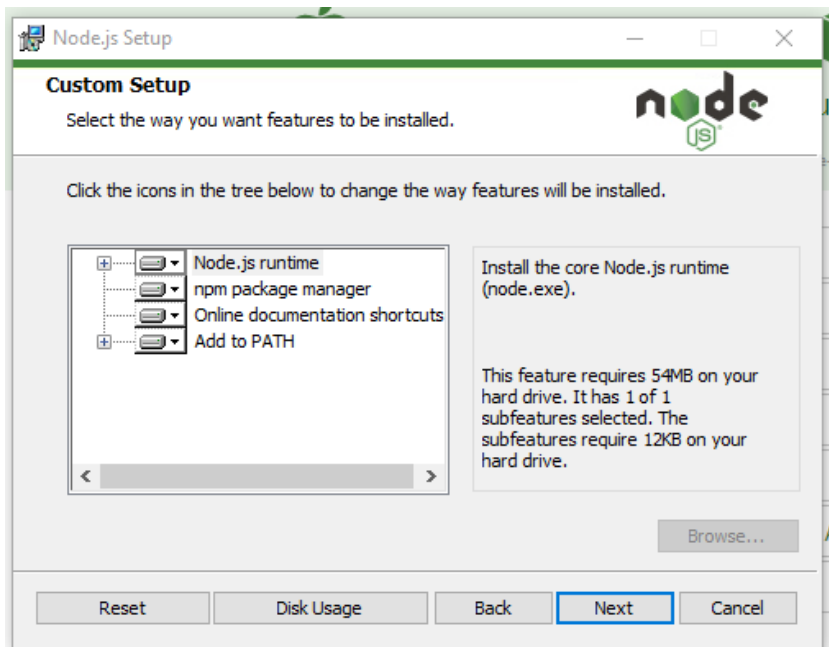 Node.js Setup
Custom Setup
Select the way you want features to be installed.
node
JS
Click the icons in the tree below to change the way features will be installed.
Node.js runtime
npm package manager
Online documentation shortcuts
Add to PATH
Install the core Node.js runtime
(node.exe).
This feature requires 54MB on your
hard drive. It has 1 of 1
subfeatures selected. The
subfeatures require 12KB on your
hard drive.
Browse...
Reset
Disk Usage
Back
Next
Cancel